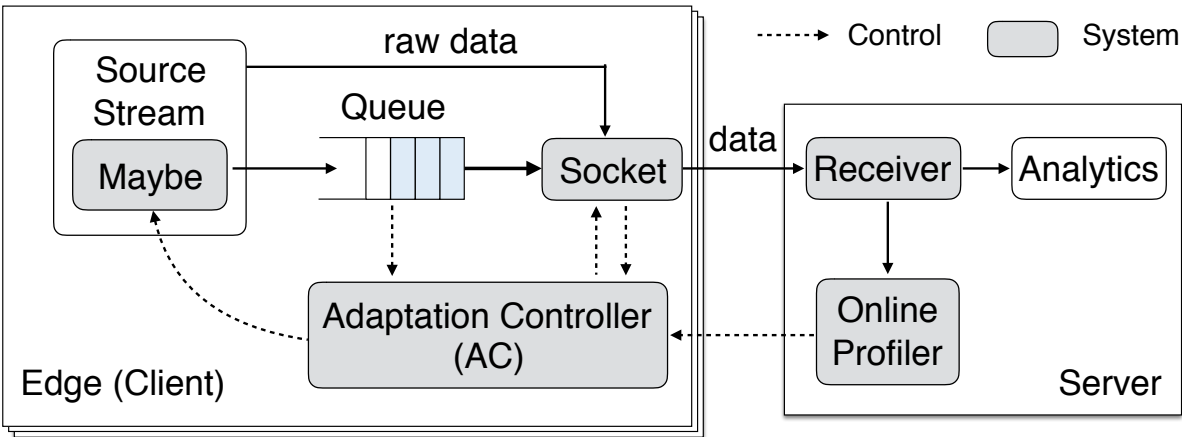 raw data
Control
System
Source
Stream
Queue
data
Maybe
Socket
Receiver
Analytics
Adaptation Controller
(AC)
Online
Profiler
Edge (Client)
Server